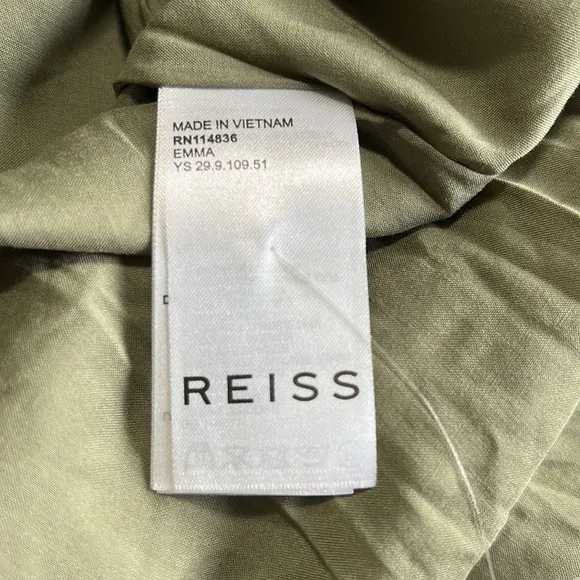 MADE IN VIETNAM
RN114836
EMMA
YS 29.9.109.51
REISS